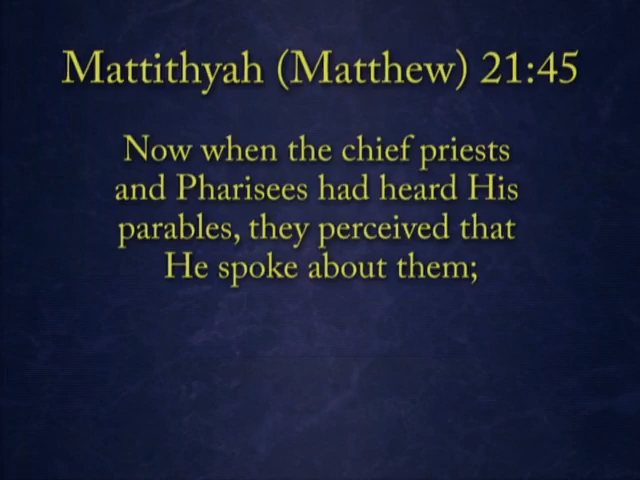 Mattithyah (Matthew) 21:45
Now when the chief priests
and Pharisees had heard His
parables, they perceived that
He spoke about them;